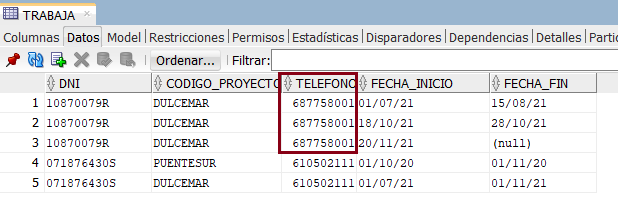 TRABAJA
Columnas Datos Model Restricciones Permisos Estadísticas Disparadores Dependencias Detalles Partic
Ordenar... Filtrar:
DNI CODIGO_PROYECTO TELEFONO FECHA_INICIO FECHA_FIN
1 10870079R DULCEMAR 687758001 01/07/21 15/08/21
2 10870079R DULCEMAR 687758001 18/10/21 28/10/21
3 10870079R DULCEMAR 687758001 20/11/21 (null)
4 071876430S PUENTESUR 610502111 01/10/20 01/11/20
5 071876430S DULCEMAR 610502111 01/07/21 01/11/21